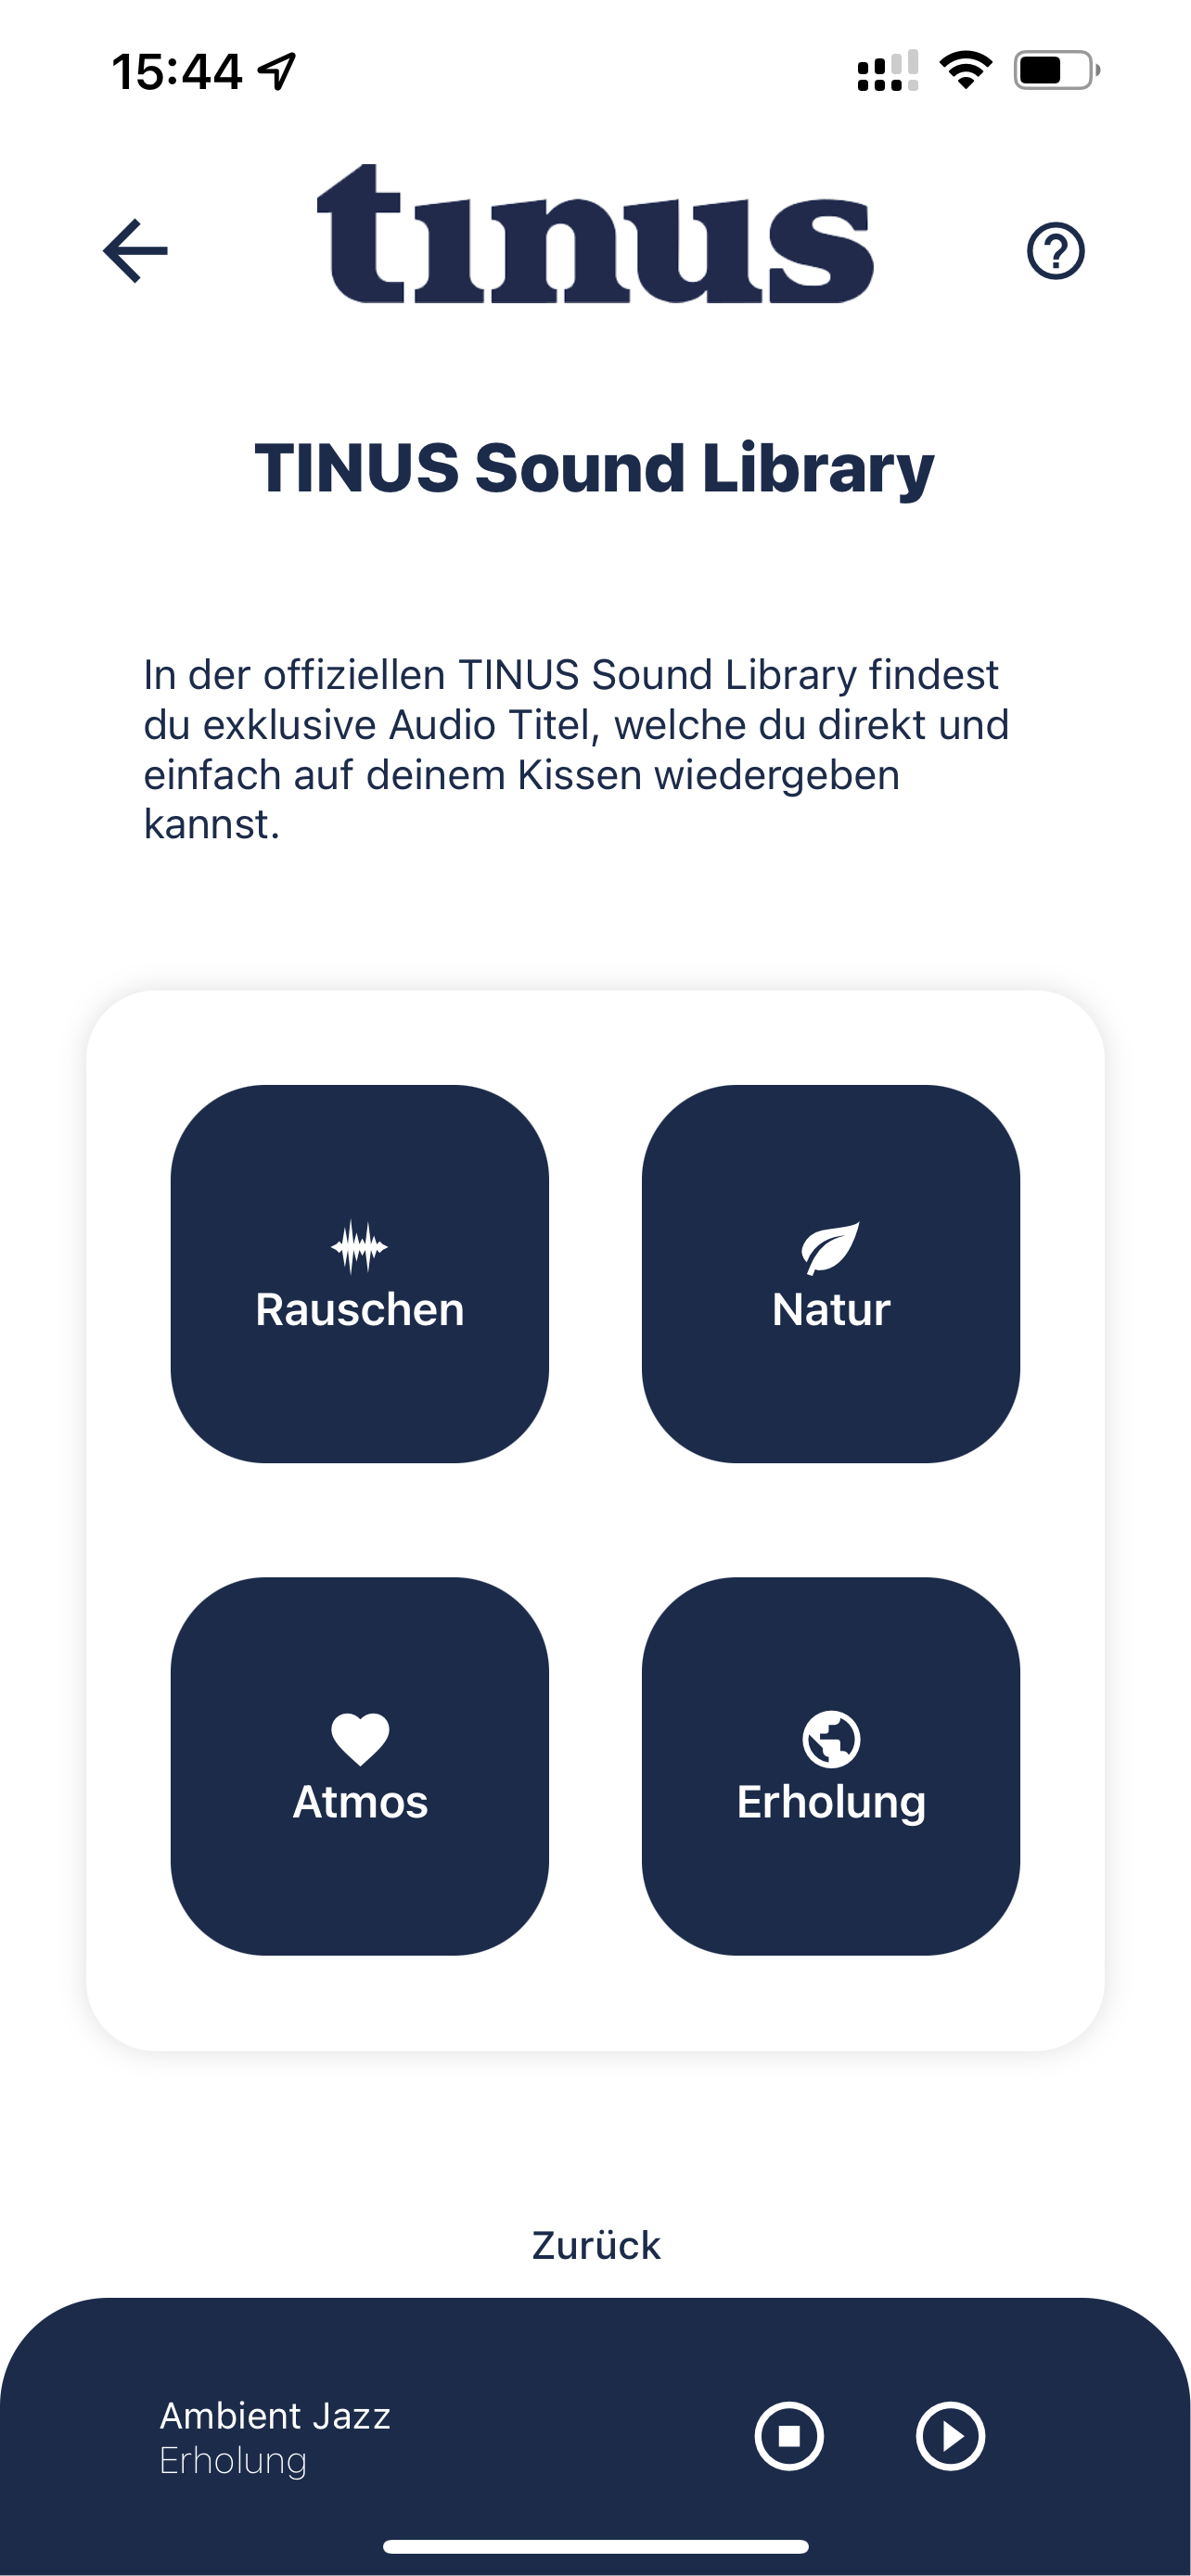 15:44
tinus
TINUS Sound Library
In der offiziellen TINUS Sound Library findest
du exklusive Audio Titel, welche du direkt und
einfach auf deinem Kissen wiedergeben
kannst.
Rauschen
Natur
Atmos
Erholung
Zurück
Ambient Jazz
Erholung